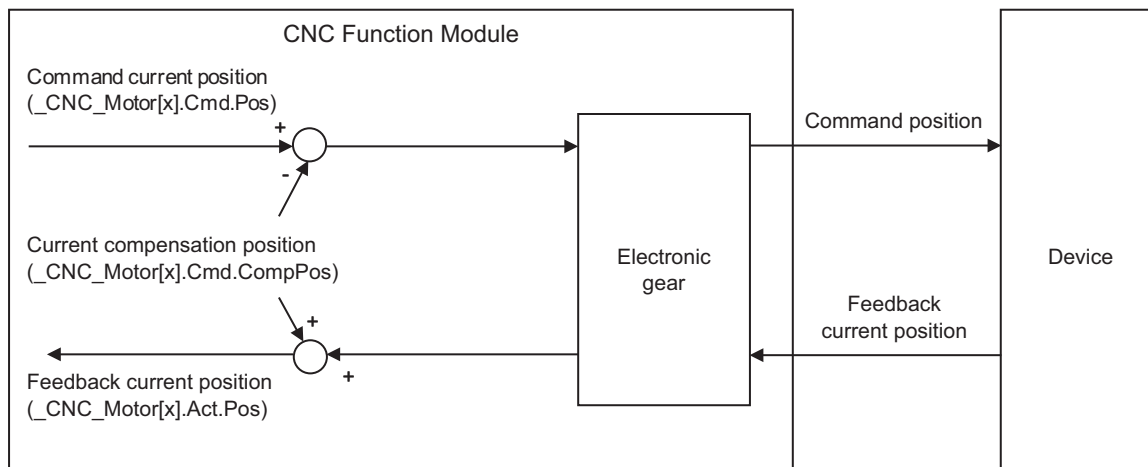 CNC Function Module
Command current position
(_CNC_Motor[x].Cmd.Pos)
+
-
Command position
Current compensation position
(_CNC_Motor[x].Cmd.CompPos)
Electronic
gear
Device
+
+
Feedback
current position
Feedback current position
(_CNC_Motor[x].Act.Pos)